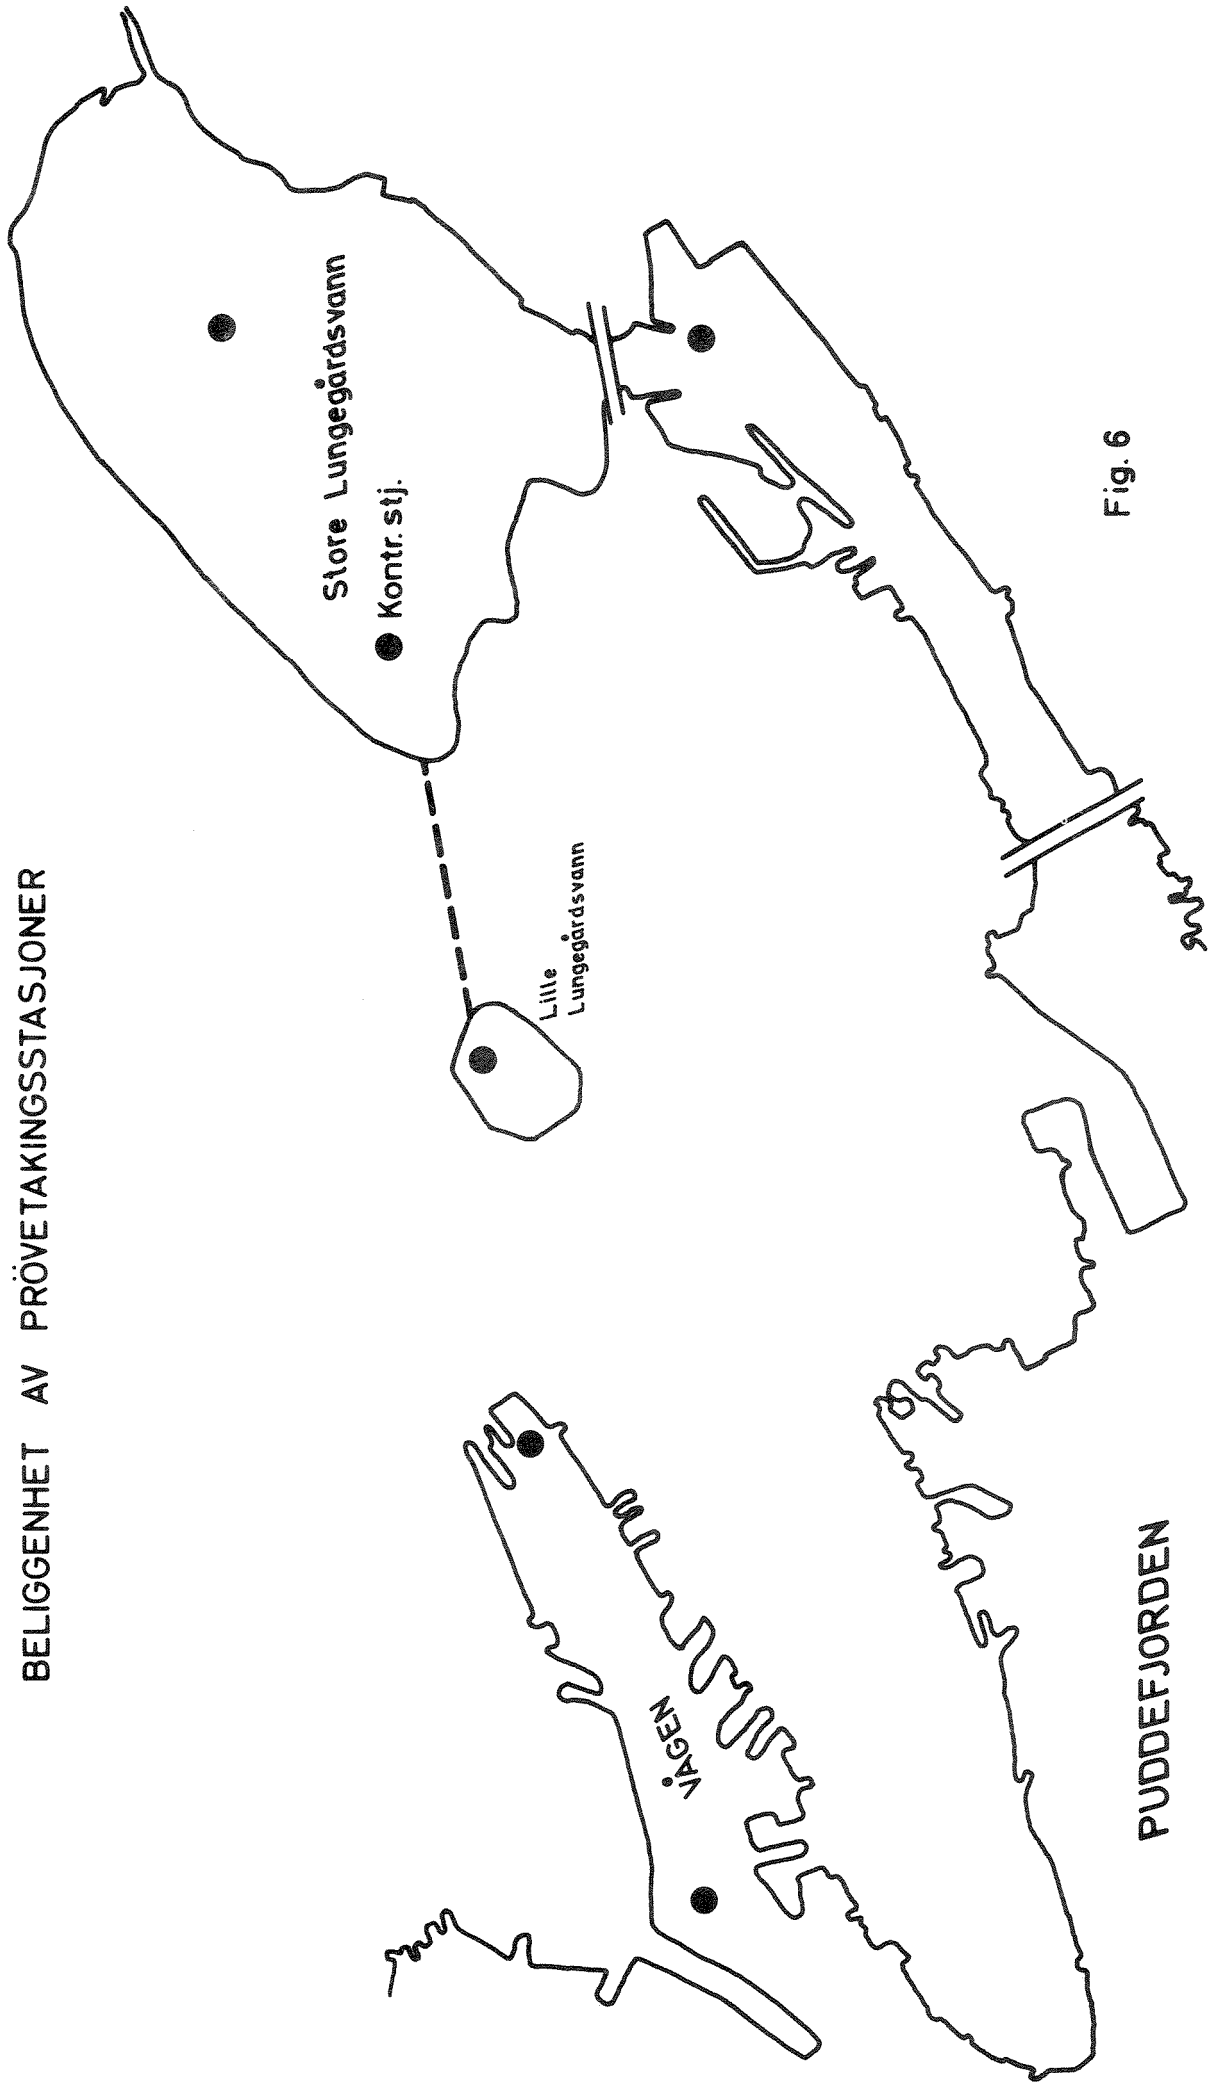 BELIGGENHET AV PRÖVETAKINGSSTASJONER
Store Lungegårdsvann
Kontr. stj.
Lille
Lungegårdsvann
VÅGEN
PUDDEFJORDEN
Fig. 6